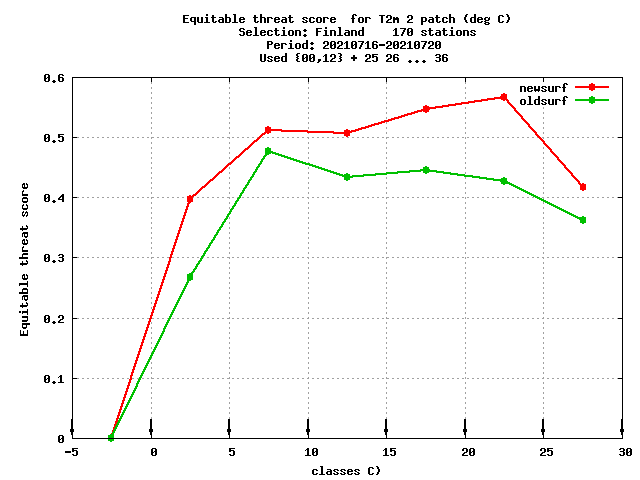 Equitable threat score  for T2m 2 patch (deg C)
Selection: Finland    170 stations
Period: 20210716-20210720
Used {00,12} + 25 26 ... 36
newsurf
oldsurf
0.6
0.5
0.4
0.3
0.2
0.1
0
Equitable threat score
-5
0
5
10
15
20
25
30
classes C)